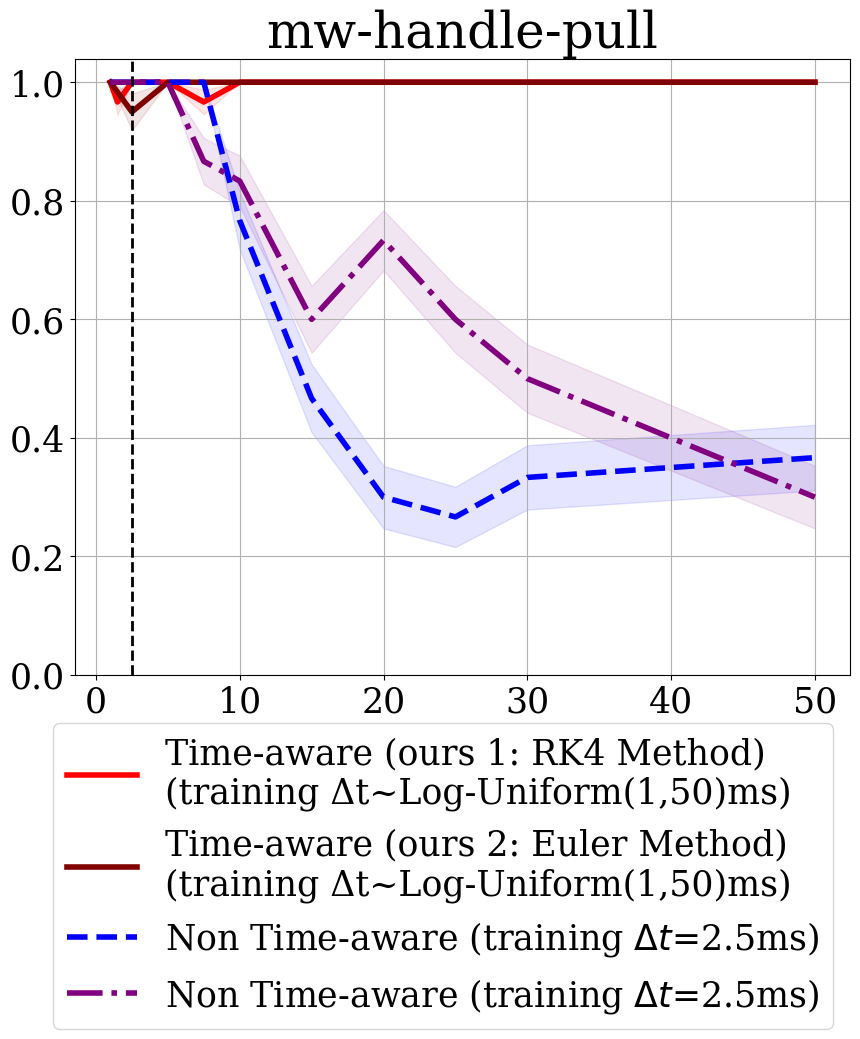 mw-handle-pull
1.0
0.8
0.6
0.4
0.2
0.0
0 10 20 30 40 50
Time-aware (ours 1: RK4 Method)
(training Δt~Log-Uniform(1,50)ms)
Time-aware (ours 2: Euler Method)
(training Δt~Log-Uniform(1,50)ms)
Non Time-aware (training Δt=2.5ms)
Non Time-aware (training Δt=2.5ms)